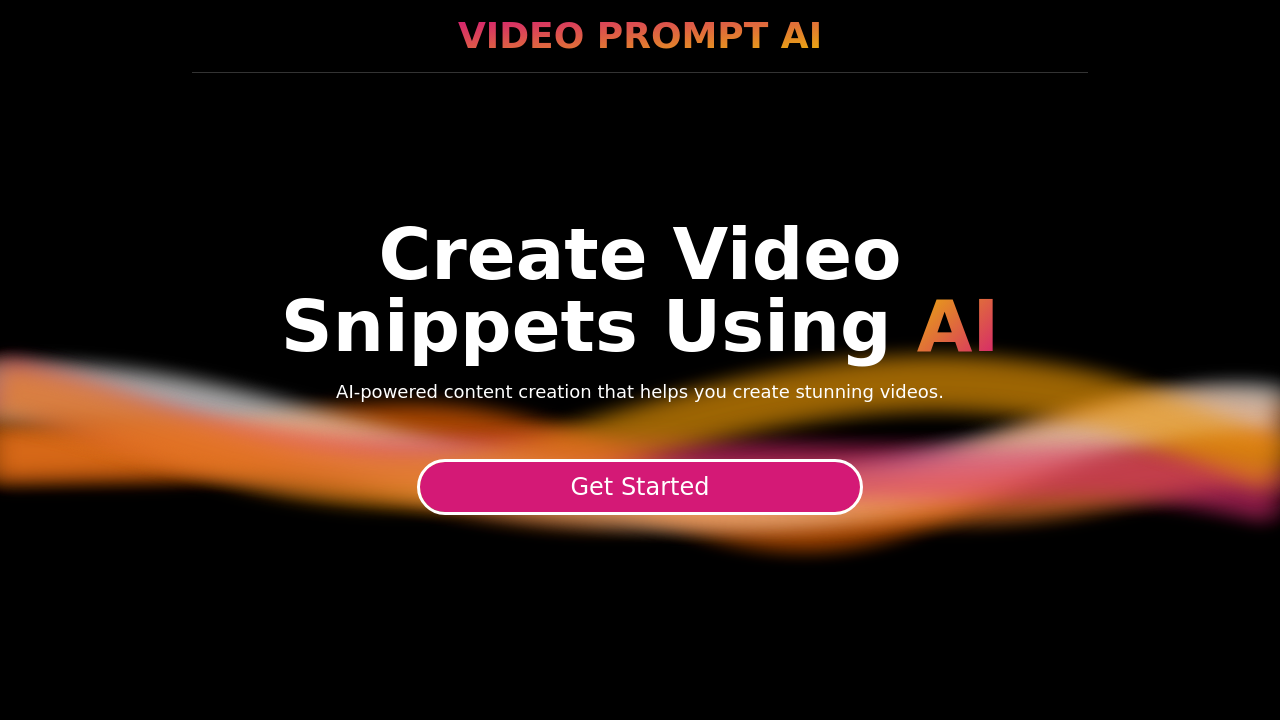 VIDEO PROMPT AI
Create Video
Snippets Using AI
AI-powered content creation that helps you create stunning videos.
Get Started